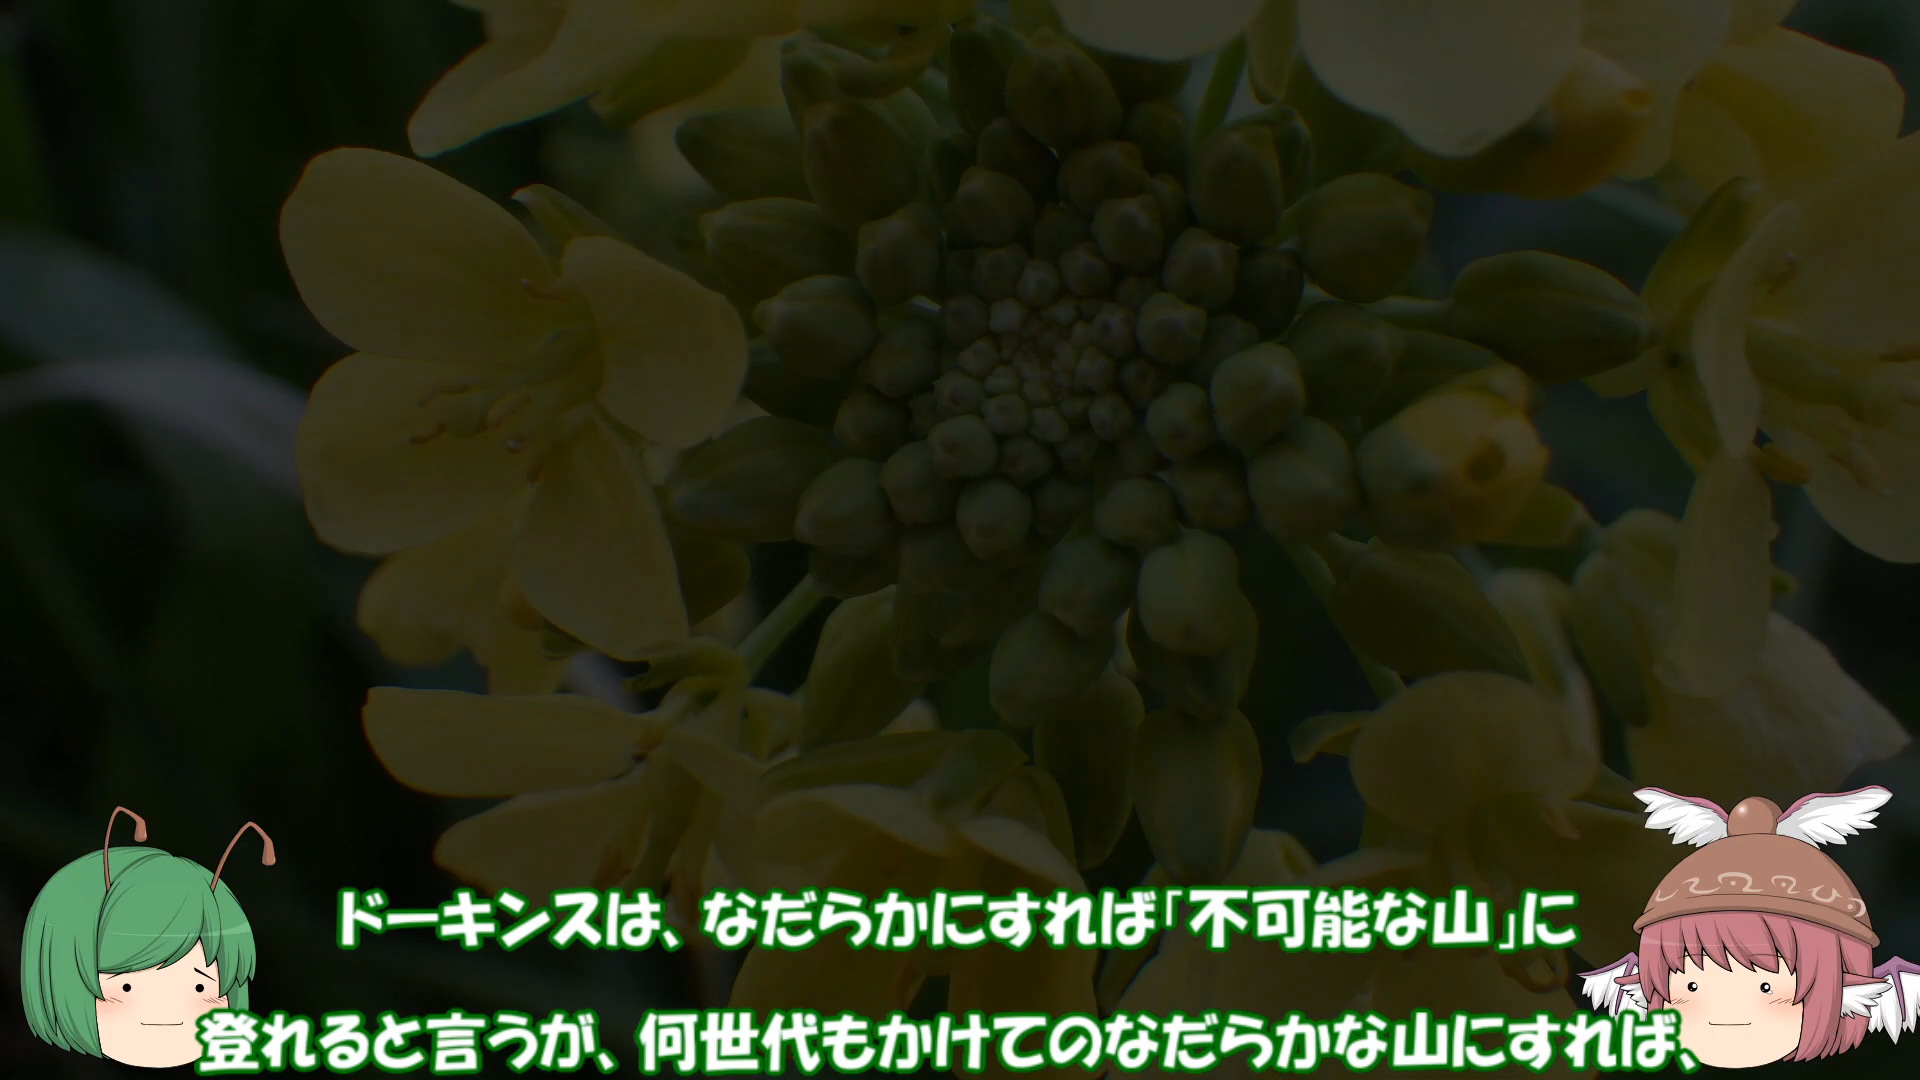 ドーキンスは、なだらかにすれば「不可能な山」に
登れると言うが、何世代もかけてのなだらかな山にすれば、